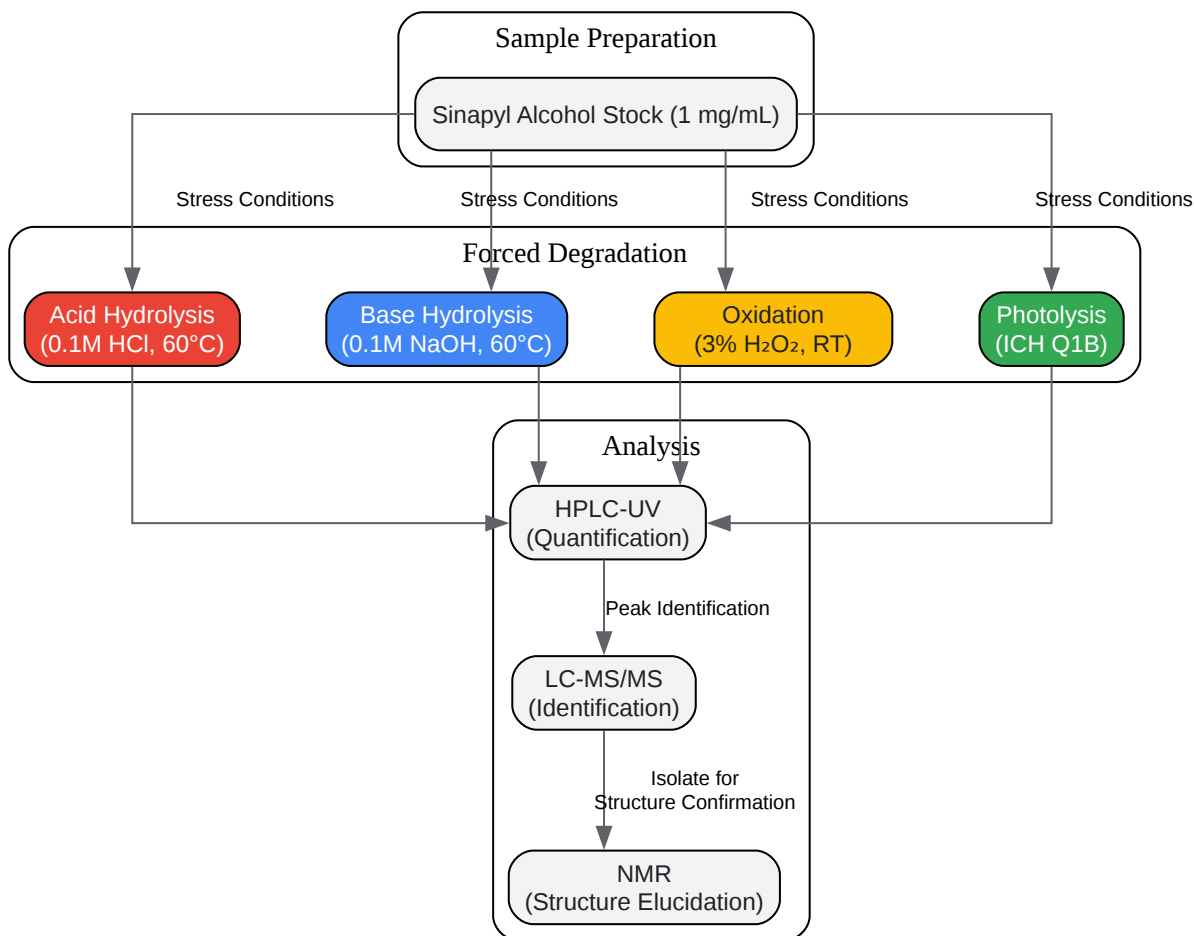 Sample Preparation
Sinapyl Alcohol Stock (1 mg/mL)
Stress Conditions
Stress Conditions
Stress Conditions
Stress Conditions
Forced Degradation
Acid Hydrolysis
(0.1M HCl, 60°C)
Base Hydrolysis
(0.1M NaOH, 60°C)
Oxidation
(3% H₂O₂, RT)
Photolysis
(ICH Q1B)
Analysis
HPLC-UV
(Quantification)
Peak Identification
LC-MS/MS
(Identification)
Isolate for
Structure Confirmation
NMR
(Structure Elucidation)